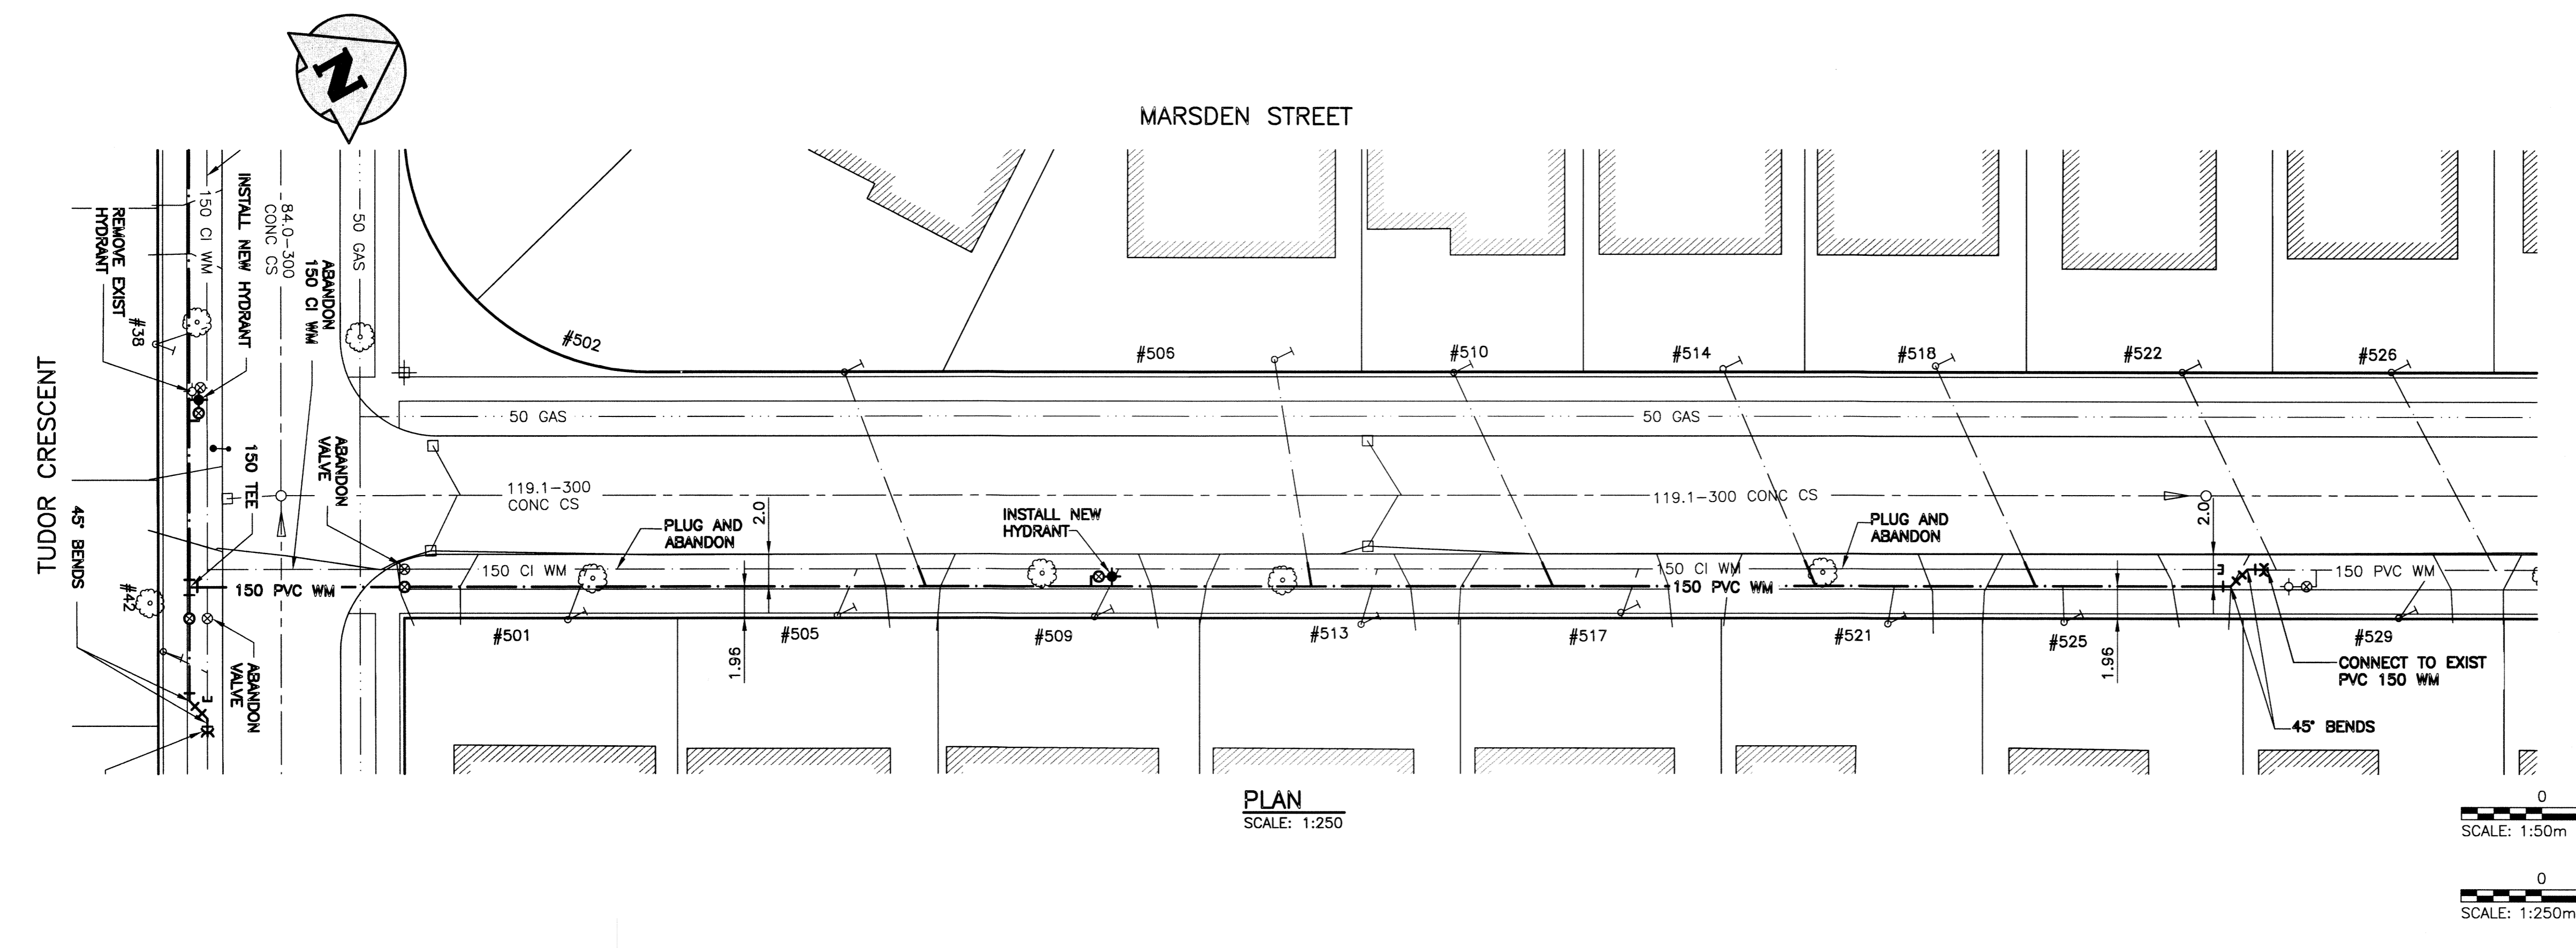 N
MARSDEN STREET
TUDOR CRESCENT
REMOVE EXIST
HYDRANT
#38
150 CI WM
INSTALL NEW HYDRANT
84.0-300
CONC CS
ABANDON
150 CI WM
50 GAS
150 TEE
ABANDON
VALVE
45° BENDS
#42
150 PVC WM
ABANDON
VALVE
#502
#506
#510
#514
#518
#522
#526
50 GAS
50 GAS
119.1-300
CONC CS
119.1-300 CONC CS
PLUG AND
ABANDON
2.0
INSTALL NEW
HYDRANT
PLUG AND
ABANDON
2.0
150 CI WM
150 CI WM
150 PVC WM
150 PVC WM
#501
#505
#509
#513
#517
#521
#525
#529
1.96
1.96
CONNECT TO EXIST
PVC 150 WM
45° BENDS
PLAN
SCALE: 1:250
0
SCALE: 1:50m
0
SCALE: 1:250m